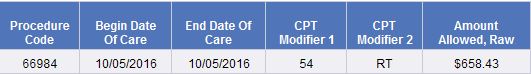 Procedure Code Begin Date Of Care End Date Of Care CPT Modifier 1 CPT Modifier 2 Amount Allowed, Raw
66984 10/05/2016 10/05/2016 54 RT $658.43